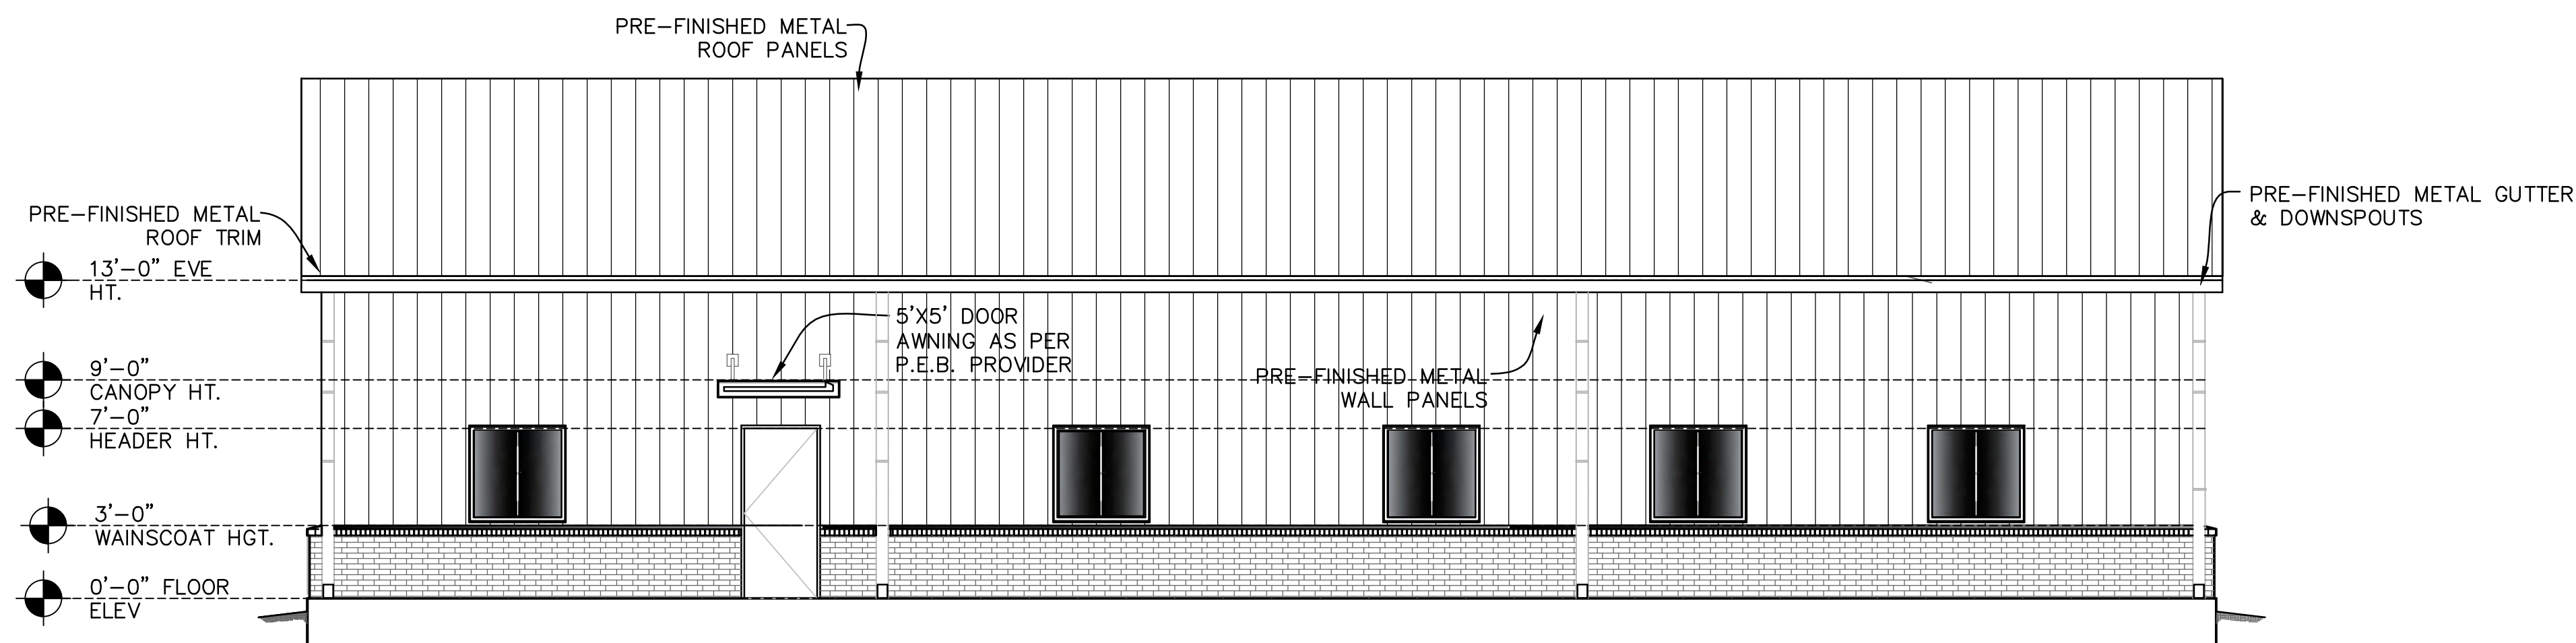 PRE-FINISHED METAL
ROOF PANELS
PRE-FINISHED METAL
ROOF TRIM
PRE-FINISHED METAL GUTTER
& DOWNSPOUTS
13'-0" EVE
HT.
5'X5' DOOR
AWNING AS PER
P.E.B. PROVIDER
9'-0"
CANOPY HT.
PRE-FINISHED METAL
WALL PANELS
7'-0"
HEADER HT.
3'-0"
WAINSCOAT HGT.
0'-0" FLOOR
ELEV